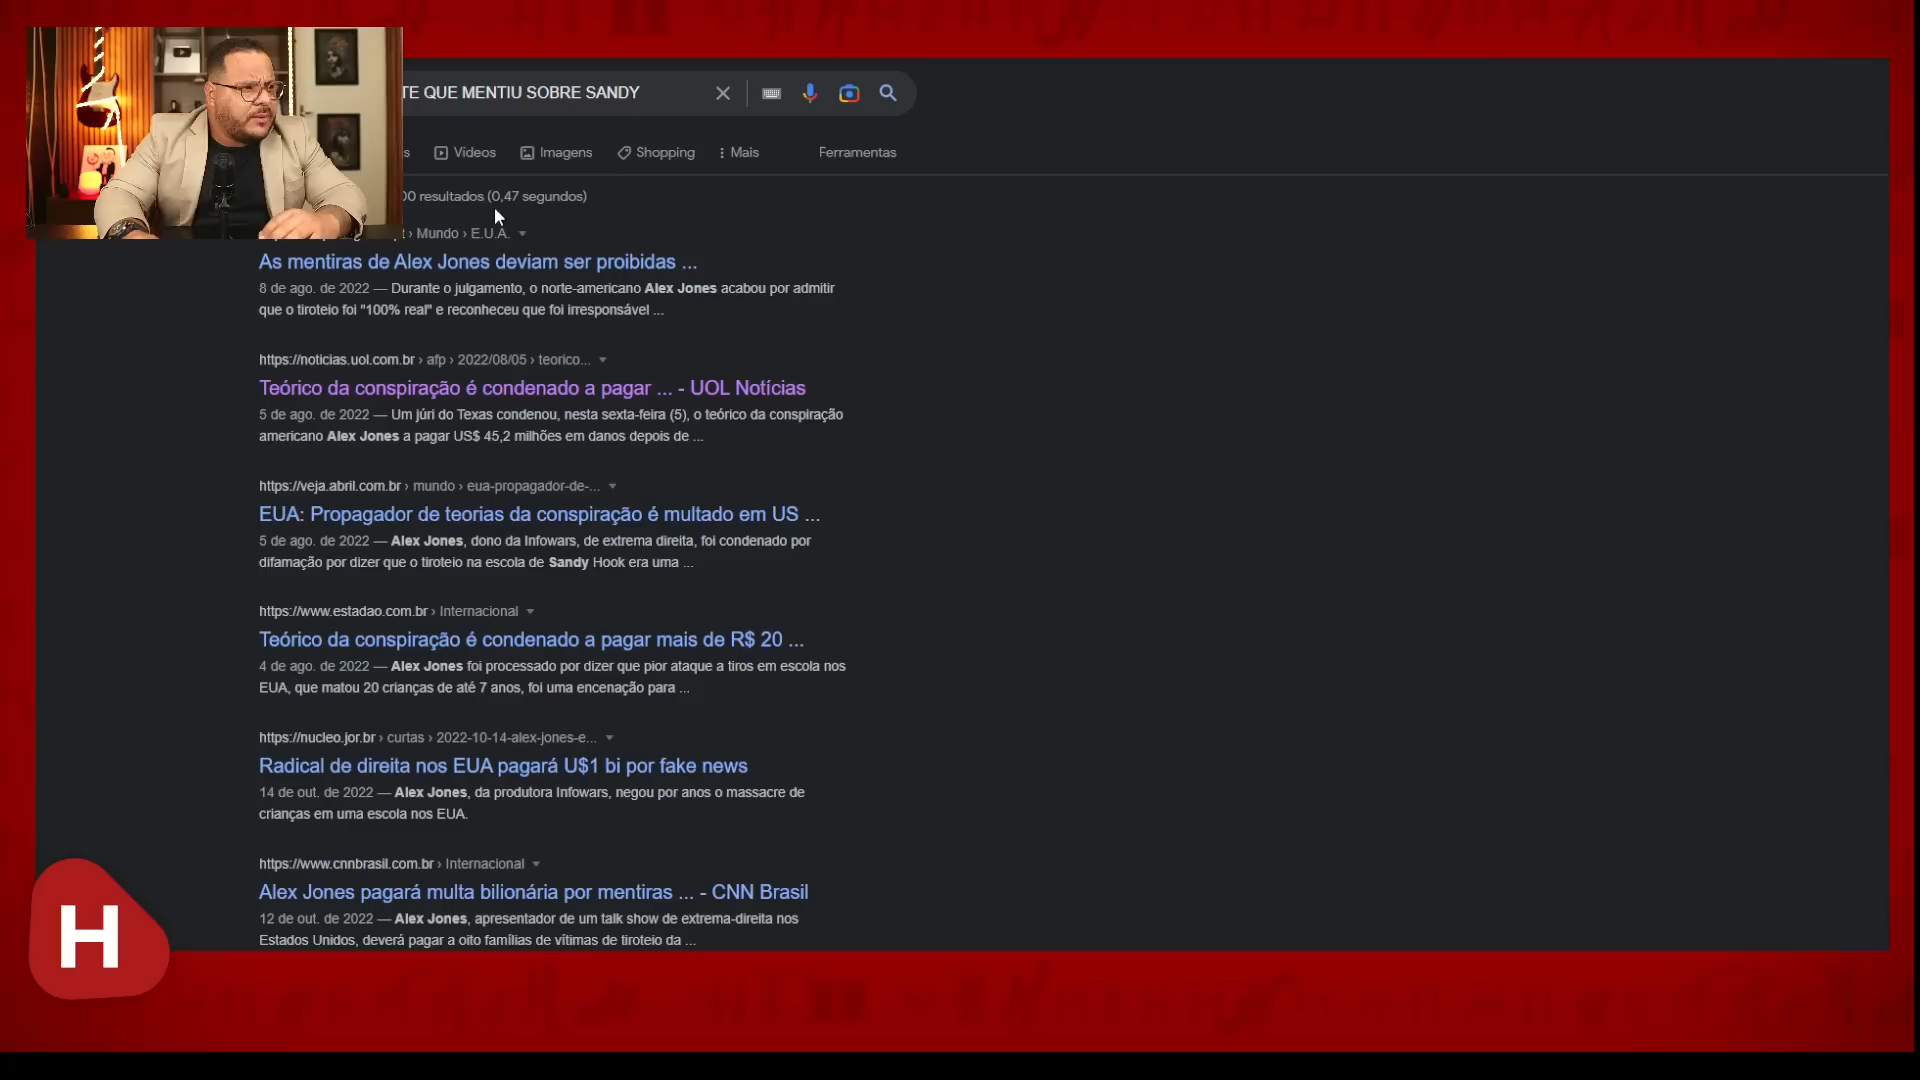 TE QUE MENTIU SOBRE SANDY
Vídeos
Imagens
Shopping
Mais
Ferramentas
00 resultados (0,47 segundos)
› Mundo › E.U.A.
As mentiras de Alex Jones deviam ser proibidas ...
8 de ago. de 2022 — Durante o julgamento, o norte-americano Alex Jones acabou por admitir
que o tiroteio foi "100% real" e reconheceu que foi irresponsável ...
https://noticias.uol.com.br › afp › 2022/08/05 › teorico...
Teórico da conspiração é condenado a pagar ... - UOL Notícias
5 de ago. de 2022 — Um júri do Texas condenou, nesta sexta-feira (5), o teórico da conspiração
americano Alex Jones a pagar US$ 45,2 milhões em danos depois de ...
https://veja.abril.com.br › mundo › eua-propagador-de-...
EUA: Propagador de teorias da conspiração é multado em US ...
5 de ago. de 2022 — Alex Jones, dono da Infowars, de extrema direita, foi condenado por
difamação por dizer que o tiroteio na escola de Sandy Hook era uma ...
https://www.estadao.com.br › Internacional
Teórico da conspiração é condenado a pagar mais de R$ 20 ...
4 de ago. de 2022 — Alex Jones foi processado por dizer que pior ataque a tiros em escola nos
EUA, que matou 20 crianças de até 7 anos, foi uma encenação para ...
https://nucleo.jor.br › curtas › 2022-10-14-alex-jones-e...
Radical de direita nos EUA pagará U$1 bi por fake news
14 de out. de 2022 — Alex Jones, da produtora Infowars, negou por anos o massacre de
crianças em uma escola nos EUA.
https://www.cnnbrasil.com.br › Internacional
Alex Jones pagará multa bilionária por mentiras ... - CNN Brasil
12 de out. de 2022 — Alex Jones, apresentador de um talk show de extrema-direita nos
Estados Unidos, deverá pagar a oito famílias de vítimas de tiroteio da ...
H